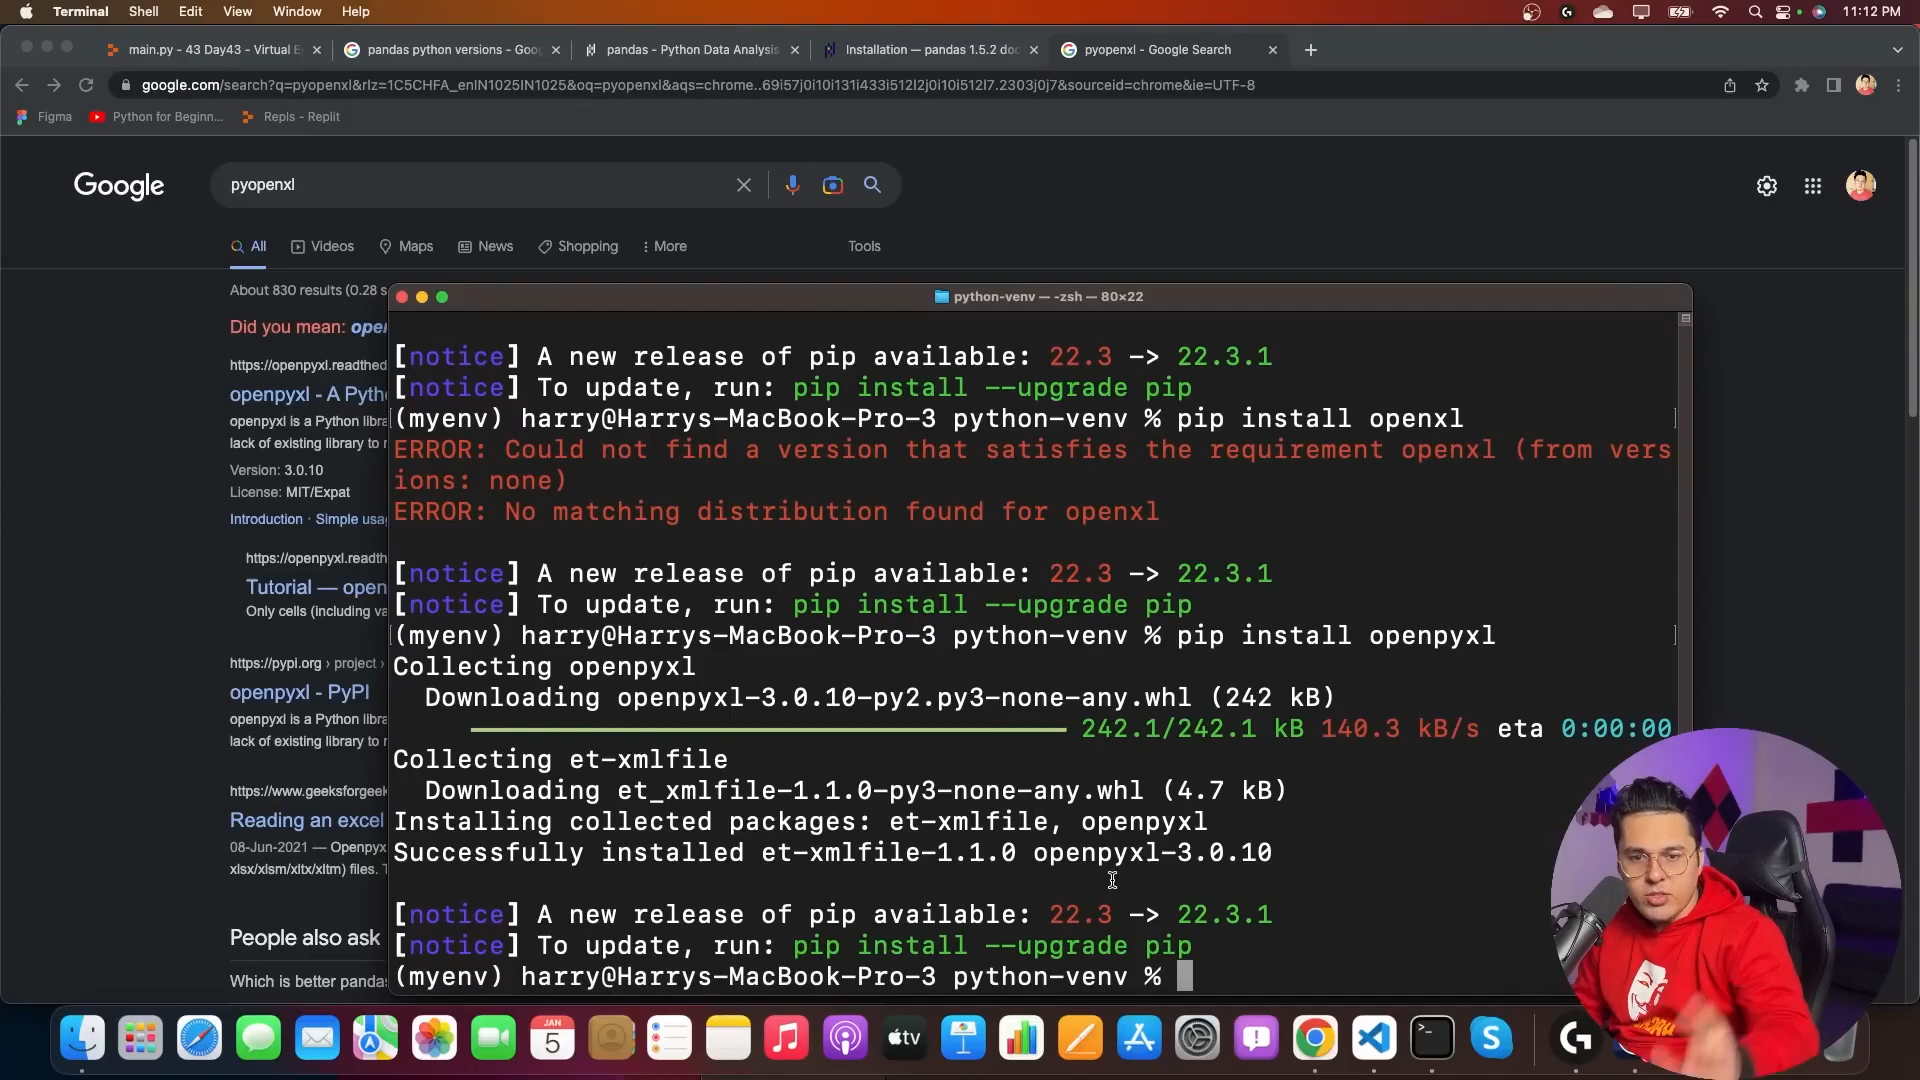 Terminal Shell Edit View Window Help 11:12 PM
main.py - 43 Day43 - Virtual E pandas python versions - Goo pandas - Python Data Analysis Installation — pandas 1.5.2 doc pyopenxl - Google Search
google.com/search?q=pyopenxl&rlz=1C5CHFA_enIN1025IN1025&oq=pyopenxl&aqs=chrome..69i57j0i10i131i433i512l2j0i10i512l7.2303j0j7&sourceid=chrome&ie=UTF-8
Figma Python for Beginn... Repls - Replit
Google pyopenxl
All Videos Maps News Shopping More Tools
About 830 results (0.28 s
Did you mean: oper
https://openpyxl.readthed
openpyxl - A Pyth
openpyxl is a Python libra
lack of existing library to r
Version: 3.0.10
License: MIT/Expat
Introduction · Simple usa
https://openpyxl.readth
Tutorial — open
Only cells (including va
https://pypi.org › project ›
openpyxl - PyPI
openpyxl is a Python libra
lack of existing library to r
https://www.geeksforgeek
Reading an excel
08-Jun-2021 — Openpyx
xlsx/xlsm/xltx/xltm) files. T
People also ask
Which is better panda
python-venv — -zsh — 80×22
[notice] A new release of pip available: 22.3 -> 22.3.1
[notice] To update, run: pip install --upgrade pip
(myenv) harry@Harrys-MacBook-Pro-3 python-venv % pip install openxl
ERROR: Could not find a version that satisfies the requirement openxl (from vers
ions: none)
ERROR: No matching distribution found for openxl
[notice] A new release of pip available: 22.3 -> 22.3.1
[notice] To update, run: pip install --upgrade pip
(myenv) harry@Harrys-MacBook-Pro-3 python-venv % pip install openpyxl
Collecting openpyxl
Downloading openpyxl-3.0.10-py2.py3-none-any.whl (242 kB)
242.1/242.1 kB 140.3 kB/s eta 0:00:00
Collecting et-xmlfile
Downloading et_xmlfile-1.1.0-py3-none-any.whl (4.7 kB)
Installing collected packages: et-xmlfile, openpyxl
Successfully installed et-xmlfile-1.1.0 openpyxl-3.0.10
[notice] A new release of pip available: 22.3 -> 22.3.1
[notice] To update, run: pip install --upgrade pip
(myenv) harry@Harrys-MacBook-Pro-3 python-venv %
JAN
5
tv